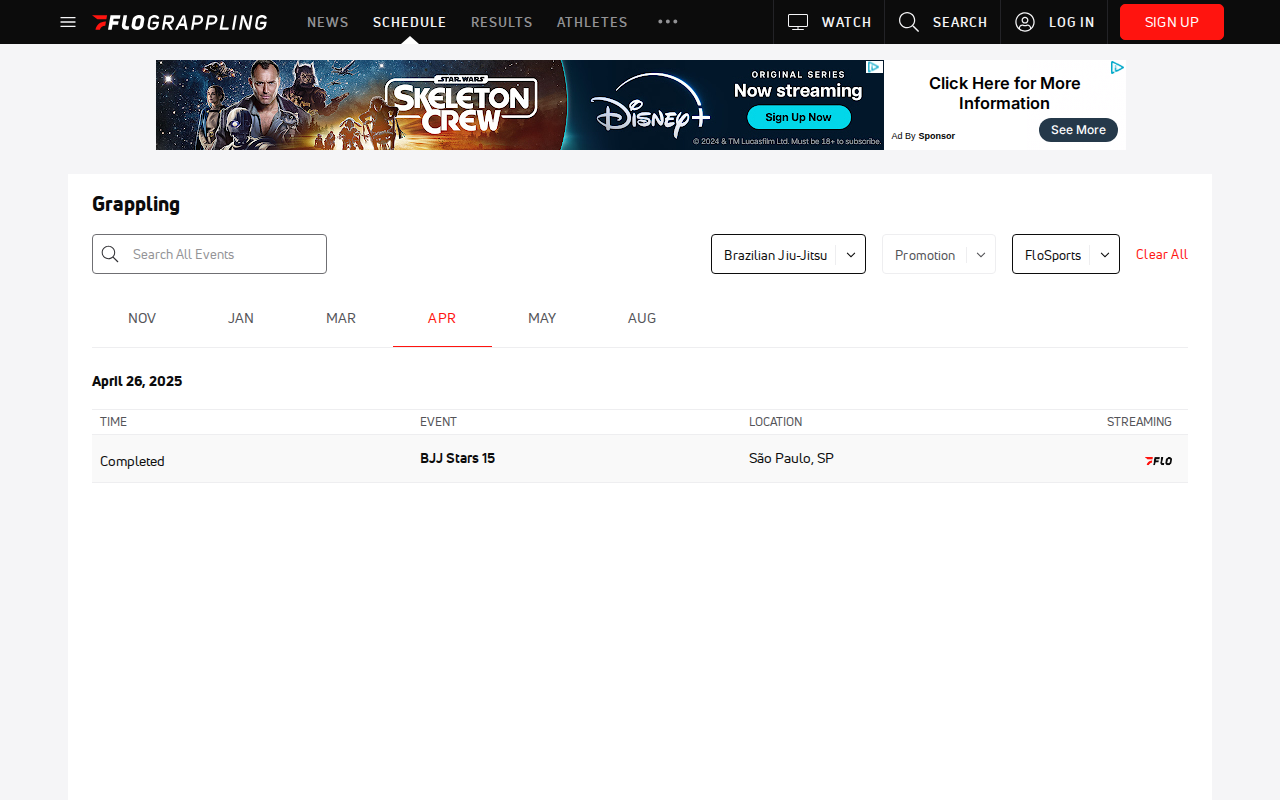 FLOGRAPPLING
NEWS
SCHEDULE
RESULTS
ATHLETES
WATCH
SEARCH
LOG IN
SIGN UP
STAR WARS
SKELETON
CREW
Disney+
ORIGINAL SERIES
Now streaming
Sign Up Now
© 2024 & TM Lucasfilm Ltd. Must be 18+ to subscribe.
Click Here for More
Information
Ad By Sponsor
See More
Grappling
Search All Events
Brazilian Jiu-Jitsu
Promotion
FloSports
Clear All
NOV
JAN
MAR
APR
MAY
AUG
April 26, 2025
TIME
EVENT
LOCATION
STREAMING
Completed
BJJ Stars 15
São Paulo, SP
FLO